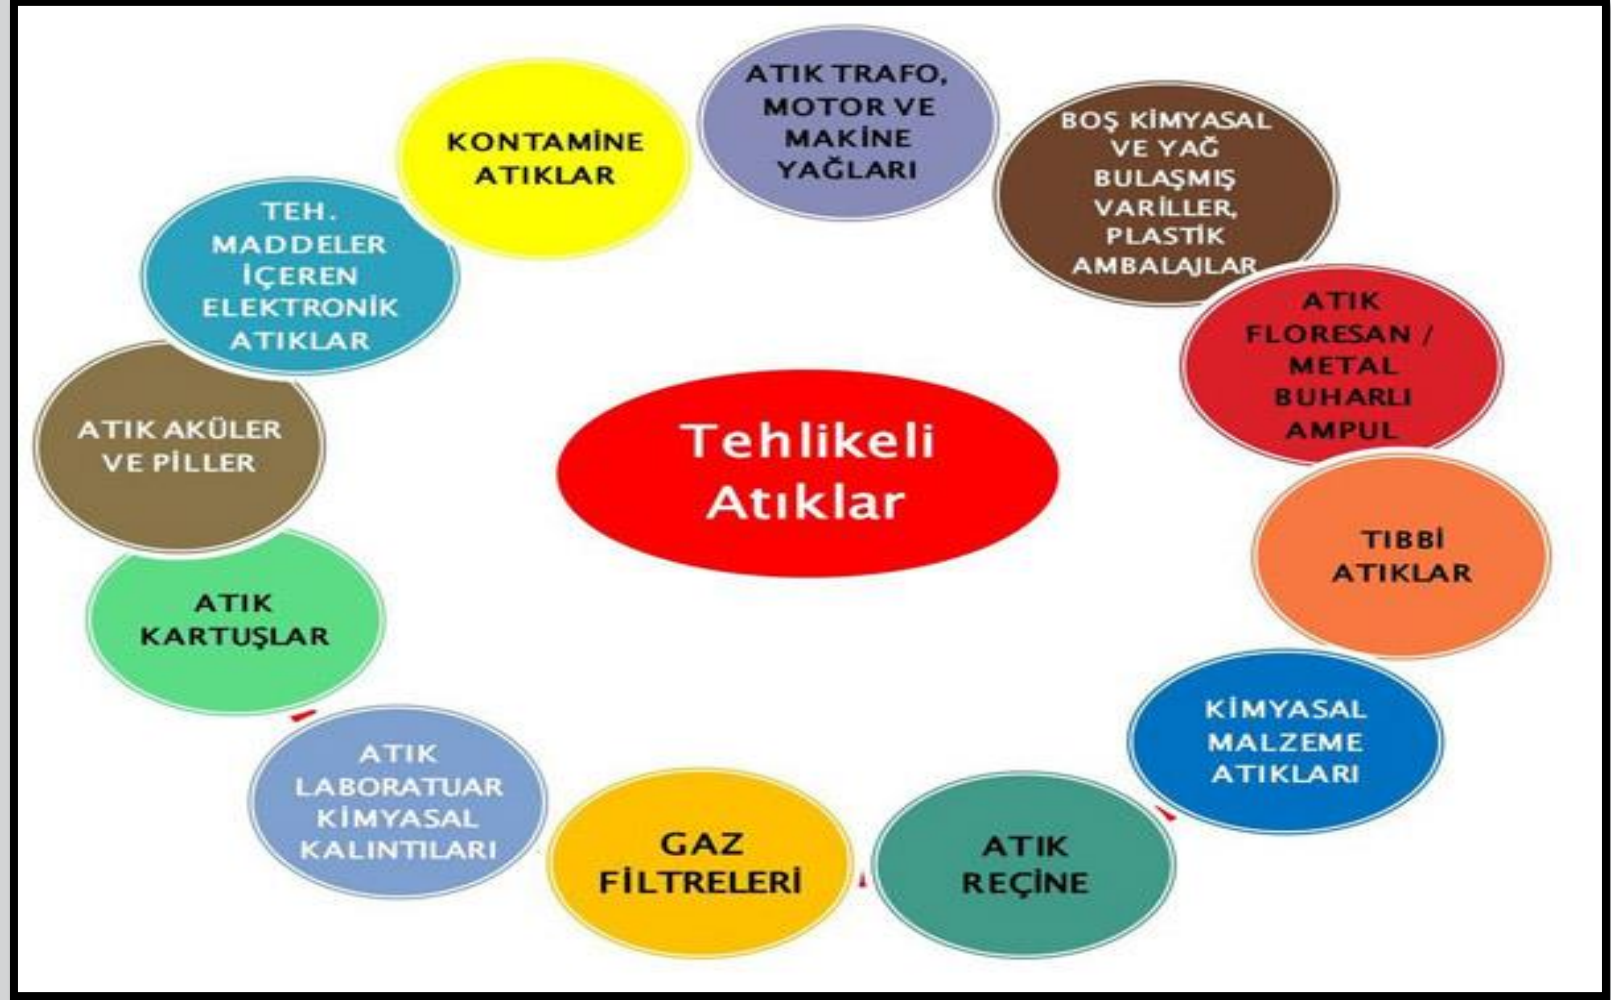 ATIK TRAFO,
MOTOR VE
MAKİNE
YAĞLARI
BOŞ KİMYASAL
VE YAĞ
BULAŞMIŞ
VARİLLER,
PLASTİK
AMBALAJLAR
ATIK
FLORESAN /
METAL
BUHARLI
AMPUL
TIBBİ
ATIKLAR
KİMYASAL
MALZEME
ATIKLARI
ATIK
REÇİNE
GAZ
FİLTRELERİ
ATIK
LABORATUAR
KİMYASAL
KALINTILARI
ATIK
KARTUŞLAR
ATIK AKÜLER
VE PİLLER
TEH.
MADDELER
İÇEREN
ELEKTRONİK
ATIKLAR
KONTAMİNE
ATIKLAR
Tehlikeli
Atıklar